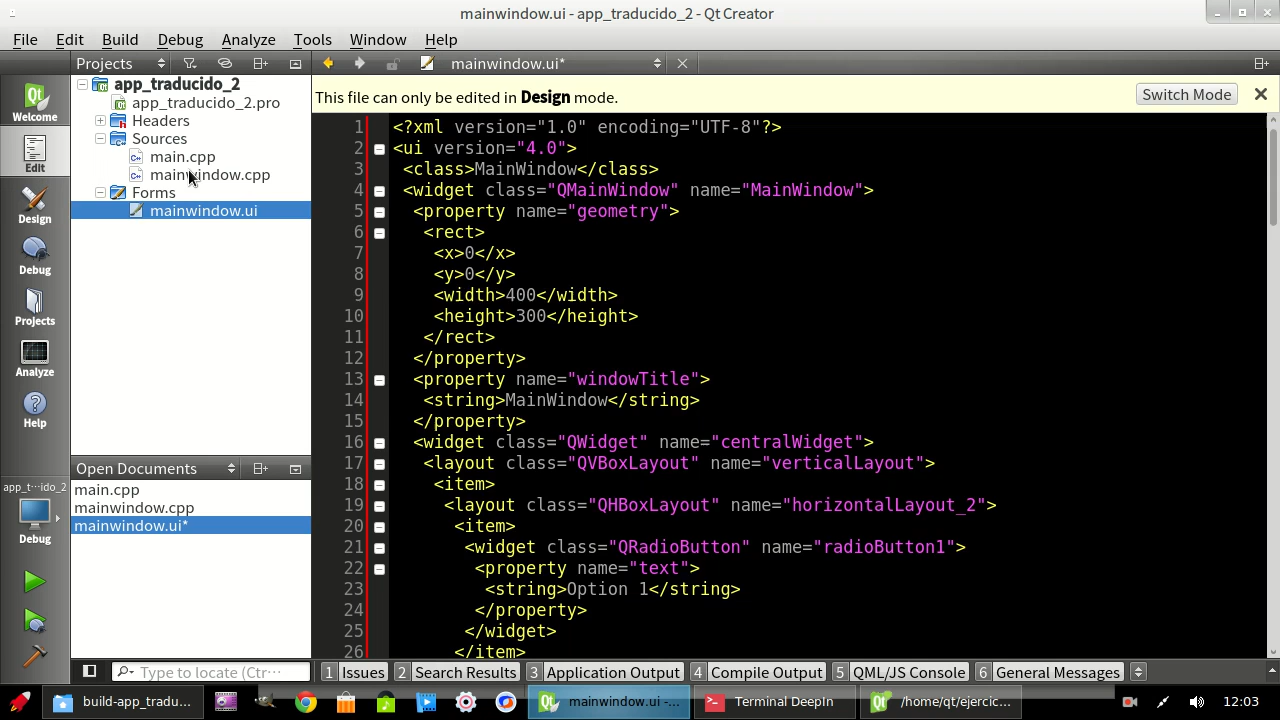 mainwindow.ui - app_traducido_2 - Qt Creator
File Edit Build Debug Analyze Tools Window Help
Projects
mainwindow.ui*
Welcome
Edit
Design
Debug
Projects
Analyze
Help
app_t···ido_2
Debug
app_traducido_2
app_traducido_2.pro
Headers
Sources
main.cpp
mainwindow.cpp
Forms
mainwindow.ui
Open Documents
main.cpp
mainwindow.cpp
mainwindow.ui*
This file can only be edited in Design mode.
Switch Mode
1 <?xml version="1.0" encoding="UTF-8"?>
2 <ui version="4.0">
3 <class>MainWindow</class>
4 <widget class="QMainWindow" name="MainWindow">
5 <property name="geometry">
6 <rect>
7 <x>0</x>
8 <y>0</y>
9 <width>400</width>
10 <height>300</height>
11 </rect>
12 </property>
13 <property name="windowTitle">
14 <string>MainWindow</string>
15 </property>
16 <widget class="QWidget" name="centralWidget">
17 <layout class="QVBoxLayout" name="verticalLayout">
18 <item>
19 <layout class="QHBoxLayout" name="horizontalLayout_2">
20 <item>
21 <widget class="QRadioButton" name="radioButton1">
22 <property name="text">
23 <string>Option 1</string>
24 </property>
25 </widget>
26 </item>
Type to locate (Ctr···
1 Issues 2 Search Results 3 Application Output 4 Compile Output 5 QML/JS Console 6 General Messages
build-app_tradu... mainwindow.ui -... Terminal DeepIn /home/qt/ejercic... 12:03